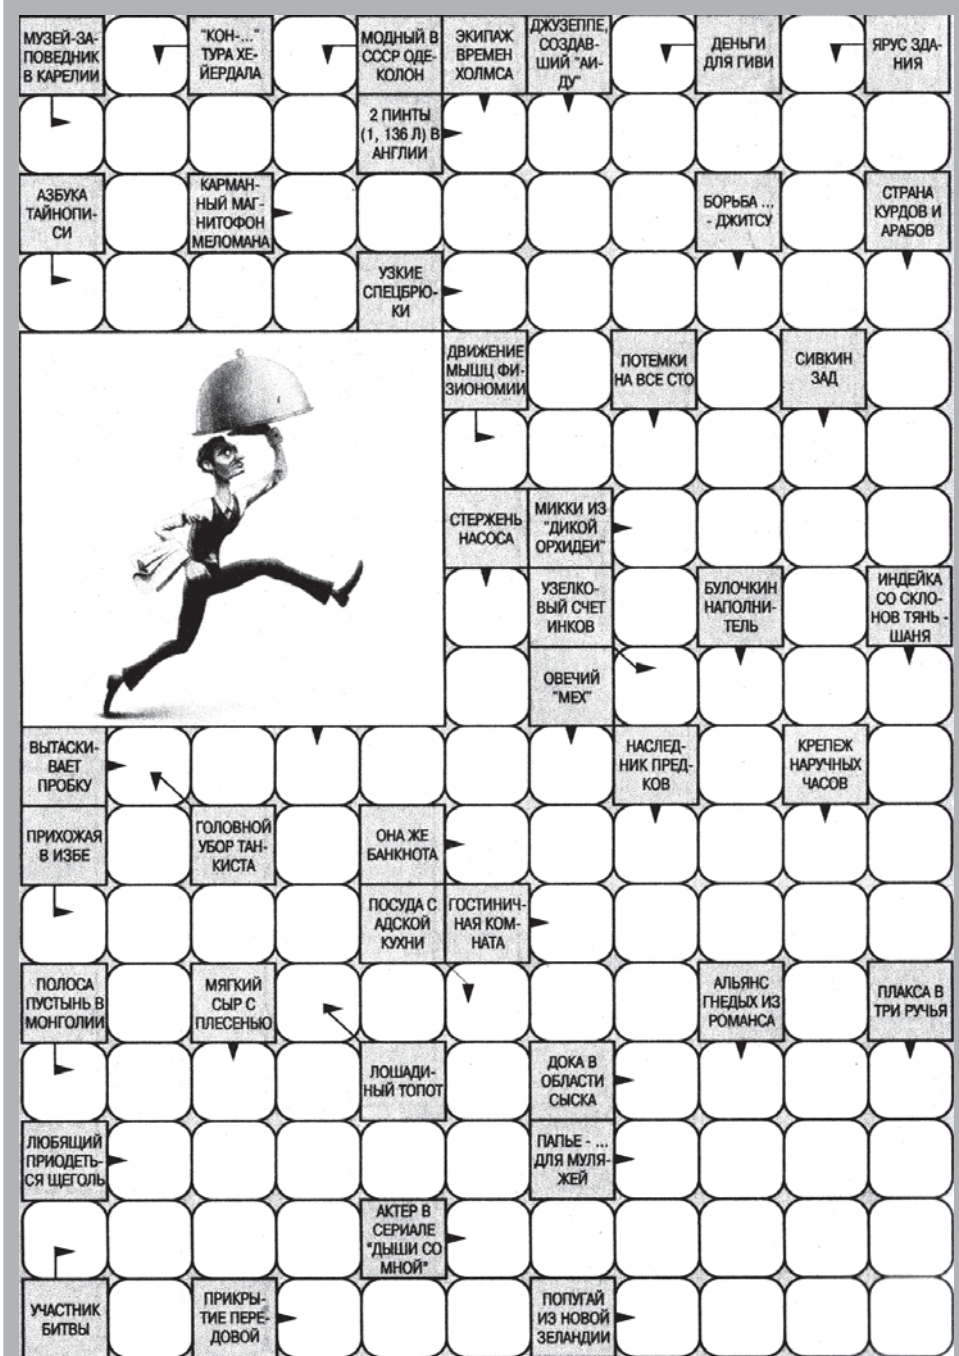 МУЗЕЙ-ЗА-
ПОВЕДНИК
В КАРЕЛИИ
"КОН-..."
ТУРА ХЕ-
ЙЕРДАЛА
МОДНЫЙ В
СССР ОДЕ-
КОЛОН
ЭКИПАЖ
ВРЕМЕН
ХОЛМСА
ДЖУЗЕППЕ,
СОЗДАВ-
ШИЙ "АИ-
ДУ"
ДЕНЬГИ
ДЛЯ ГИВИ
ЯРУС ЗДА-
НИЯ
2 ПИНТЫ
(1, 136 Л) В
АНГЛИИ
АЗБУКА
ТАЙНОПИ-
СИ
КАРМАН-
НЫЙ МАГ-
НИТОФОН
МЕЛОМАНА
БОРЬБА ...
- ДЖИТСУ
СТРАНА
КУРДОВ И
АРАБОВ
УЗКИЕ
СПЕЦБРЮ-
КИ
ДВИЖЕНИЕ
МЫШЦ ФИ-
ЗИОНОМИИ
ПОТЕМКИ
НА ВСЕ СТО
СИВКИН
ЗАД
СТЕРЖЕНЬ
НАСОСА
МИККИ ИЗ
"ДИКОЙ
ОРХИДЕИ"
УЗЕЛКО-
ВЫЙ СЧЕТ
ИНКОВ
БУЛОЧКИН
НАПОЛНИ-
ТЕЛЬ
ИНДЕЙКА
СО СКЛО-
НОВ ТЯНЬ -
ШАНЯ
ОВЕЧИЙ
"МЕХ"
ВЫТАСКИ-
ВАЕТ
ПРОБКУ
НАСЛЕД-
НИК ПРЕД-
КОВ
КРЕПЕЖ
НАРУЧНЫХ
ЧАСОВ
ПРИХОЖАЯ
В ИЗБЕ
ГОЛОВНОЙ
УБОР ТАН-
КИСТА
ОНА ЖЕ
БАНКНОТА
ПОСУДА С
АДСКОЙ
КУХНИ
ГОСТИНИЧ-
НАЯ КОМ-
НАТА
ПОЛОСА
ПУСТЫНЬ В
МОНГОЛИИ
МЯГКИЙ
СЫР С
ПЛЕСЕНЬЮ
АЛЬЯНС
ГНЕДЫХ ИЗ
РОМАНСА
ПЛАКСА В
ТРИ РУЧЬЯ
ЛОШАДИ-
НЫЙ ТОПОТ
ДОКА В
ОБЛАСТИ
СЫСКА
ЛЮБЯЩИЙ
ПРИОДЕТЬ-
СЯ ЩЕГОЛЬ
ПАПЬЕ - ...
ДЛЯ МУЛЯ-
ЖЕЙ
АКТЕР В
СЕРИАЛЕ
"ДЫШИ СО
МНОЙ"
УЧАСТНИК
БИТВЫ
ПРИКРЫ-
ТИЕ ПЕРЕ-
ДОВОЙ
ПОПУГАЙ
ИЗ НОВОЙ
ЗЕЛАНДИИ